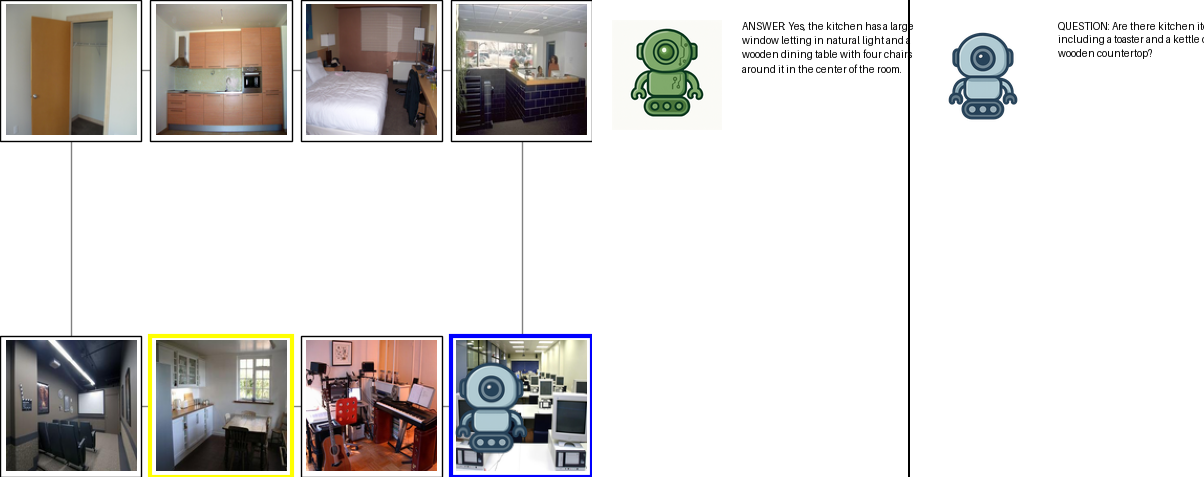 ANSWER: Yes, the kitchen has a large
window letting in natural light and a
wooden dining table with four chairs
around it in the center of the room.
QUESTION: Are there kitchen
including a toaster and a kettle
wooden countertop?